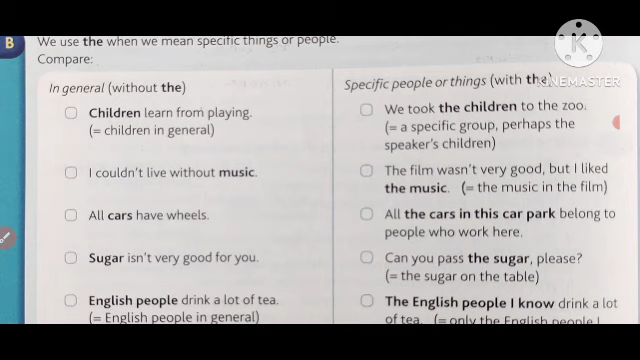 B
We use the when we mean specific things or people.
Compare:
In general (without the)
Children learn from playing.
(= children in general)
I couldn't live without music.
All cars have wheels.
Sugar isn't very good for you.
English people drink a lot of tea.
(= English people in general)
Specific people or things (with the)
We took the children to the zoo.
(= a specific group, perhaps the
speaker's children)
The film wasn't very good, but I liked
the music. (= the music in the film)
All the cars in this car park belong to
people who work here.
Can you pass the sugar, please?
(= the sugar on the table)
The English people I know drink a lot
of tea. (= only the English people I
K
KINEMASTER